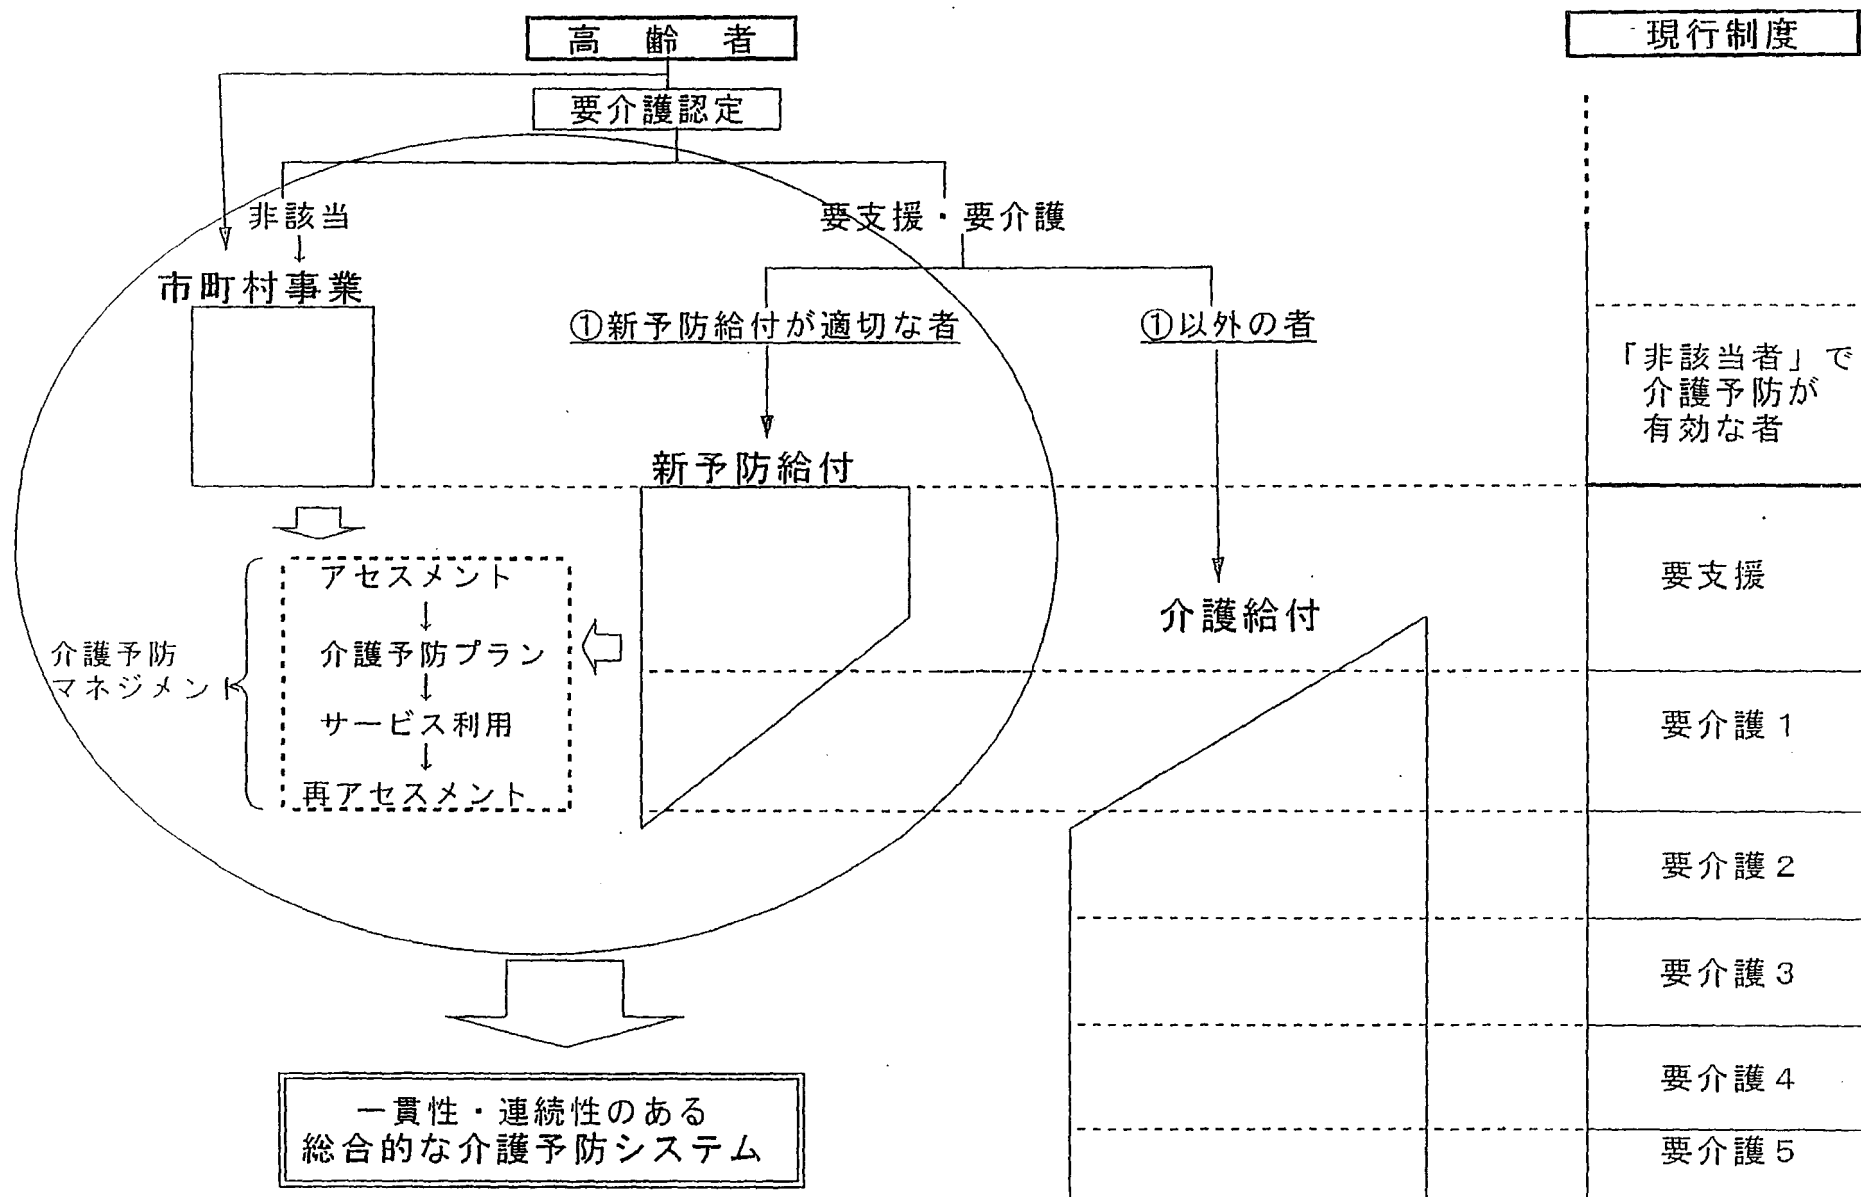 高齢者
現行制度
要介護認定
非該当
要支援・要介護
市町村事業
①新予防給付が適切な者
①以外の者
「非該当者」で
介護予防が
有効な者
新予防給付
介護給付
アセスメント
介護予防プラン
サービス利用
再アセスメント
介護予防
マネジメント
要支援
要介護1
要介護2
要介護3
要介護4
要介護5
一貫性・連続性のある
総合的な介護予防システム